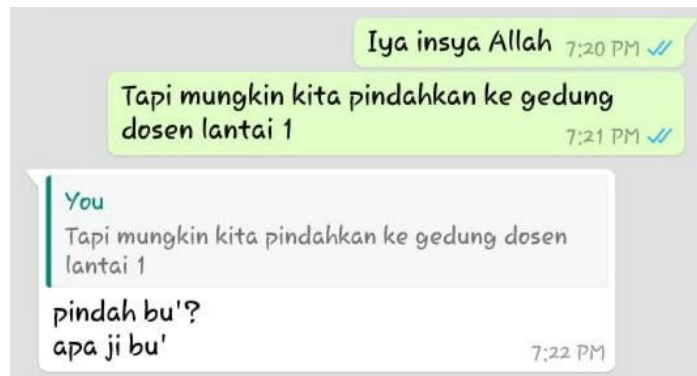 Iya insya Allah 7:20 PM
Tapi mungkin kita pindahkan ke gedung
dosen lantai 1 7:21 PM
You
Tapi mungkin kita pindahkan ke gedung dosen
lantai 1
pindah bu'?
apa ji bu' 7:22 PM